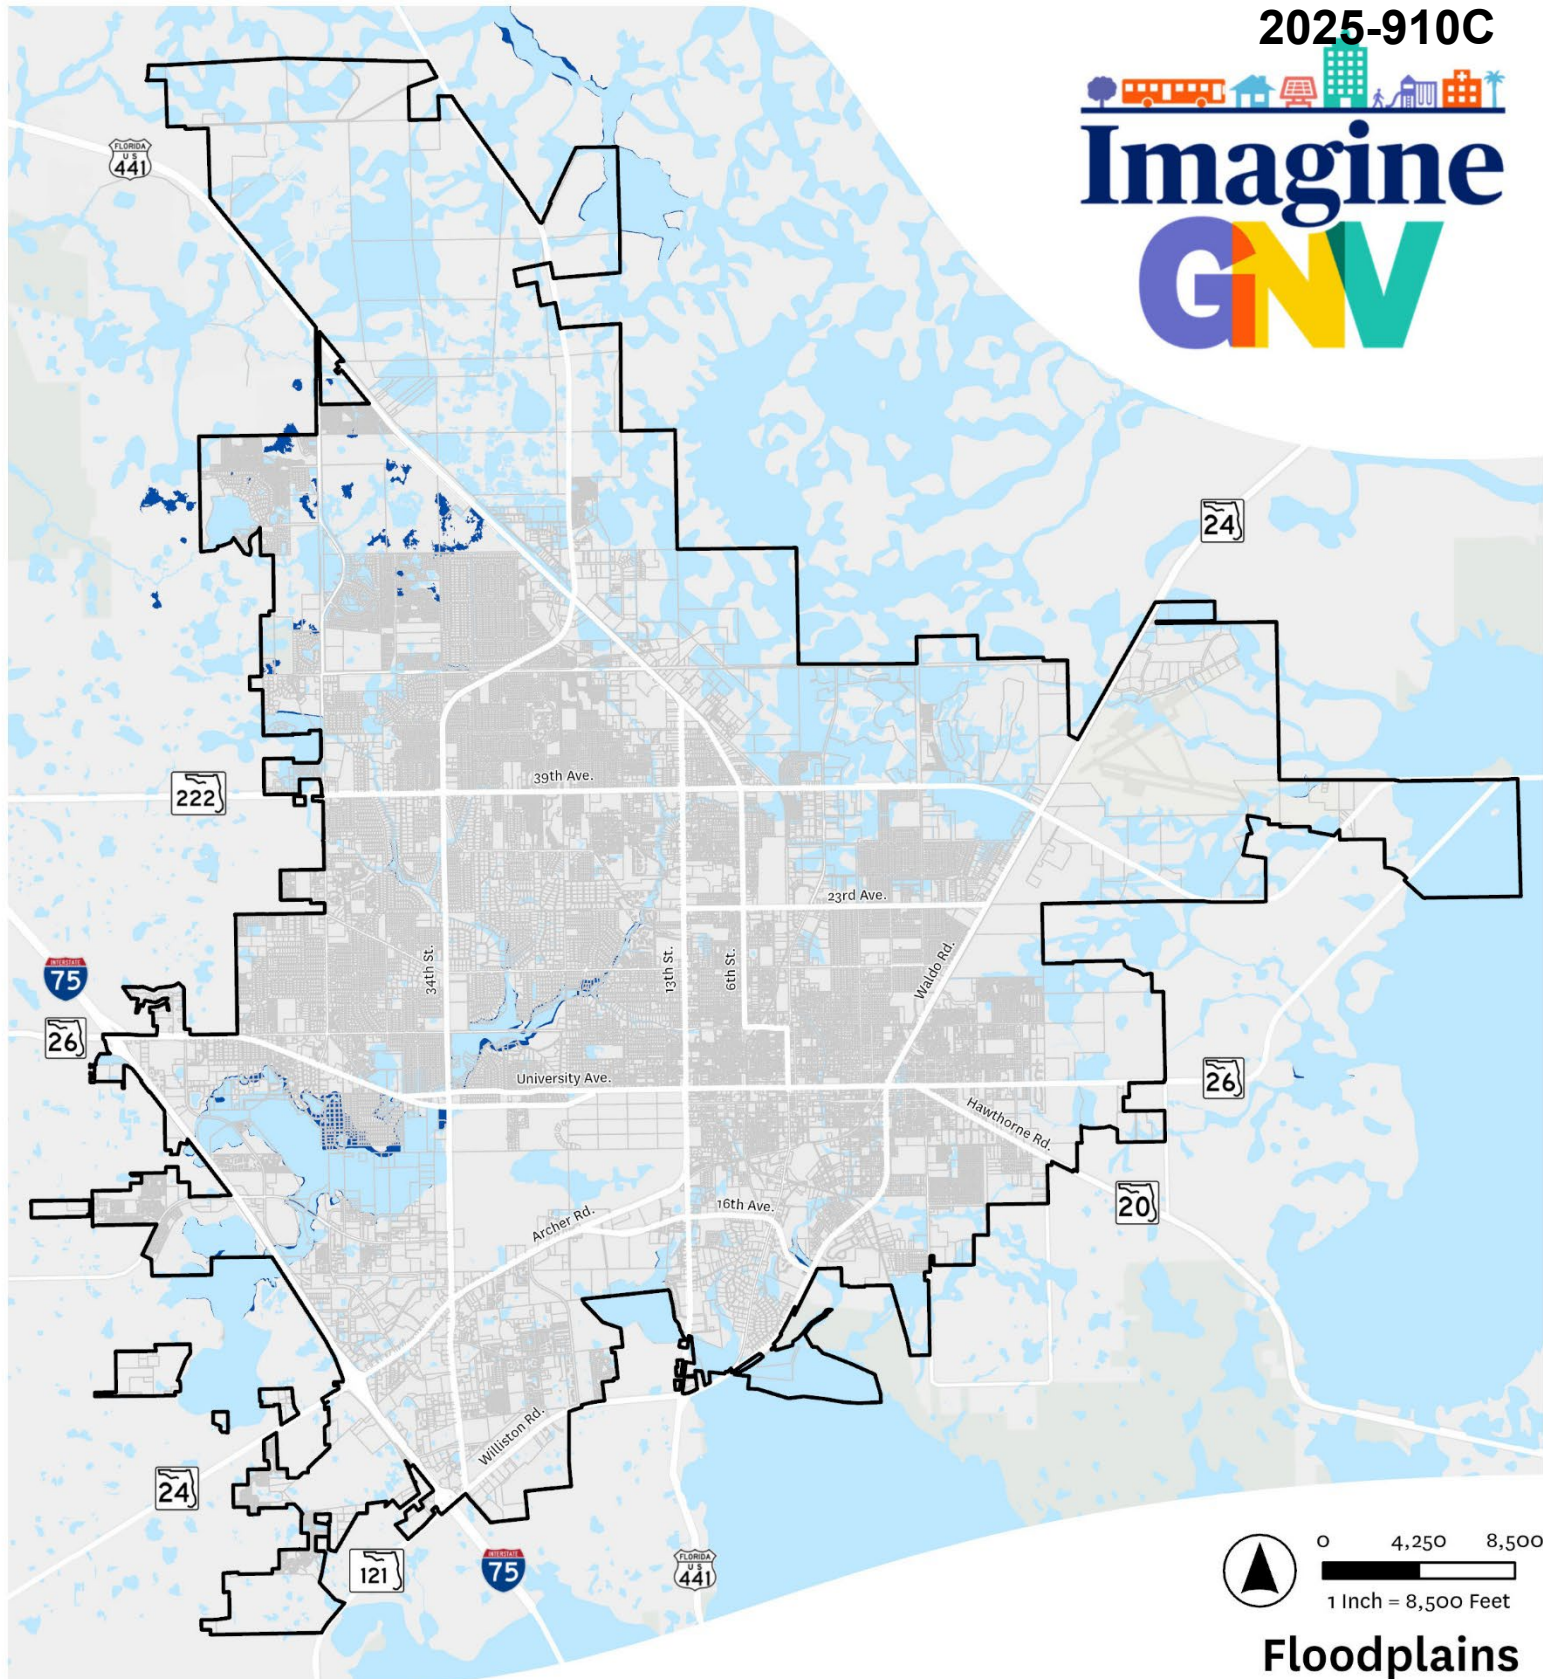 2025-910C
Imagine
GNV
FLORIDA
US
441
24
222
39th Ave.
23rd Ave.
34th St.
13th St.
6th St.
Waldo Rd.
INTERSTATE
75
26
University Ave.
26
Hawthorne Rd.
20
16th Ave.
Archer Rd.
Williston Rd.
24
121
INTERSTATE
75
FLORIDA
US
441
0 4,250 8,500
1 Inch = 8,500 Feet
Floodplains